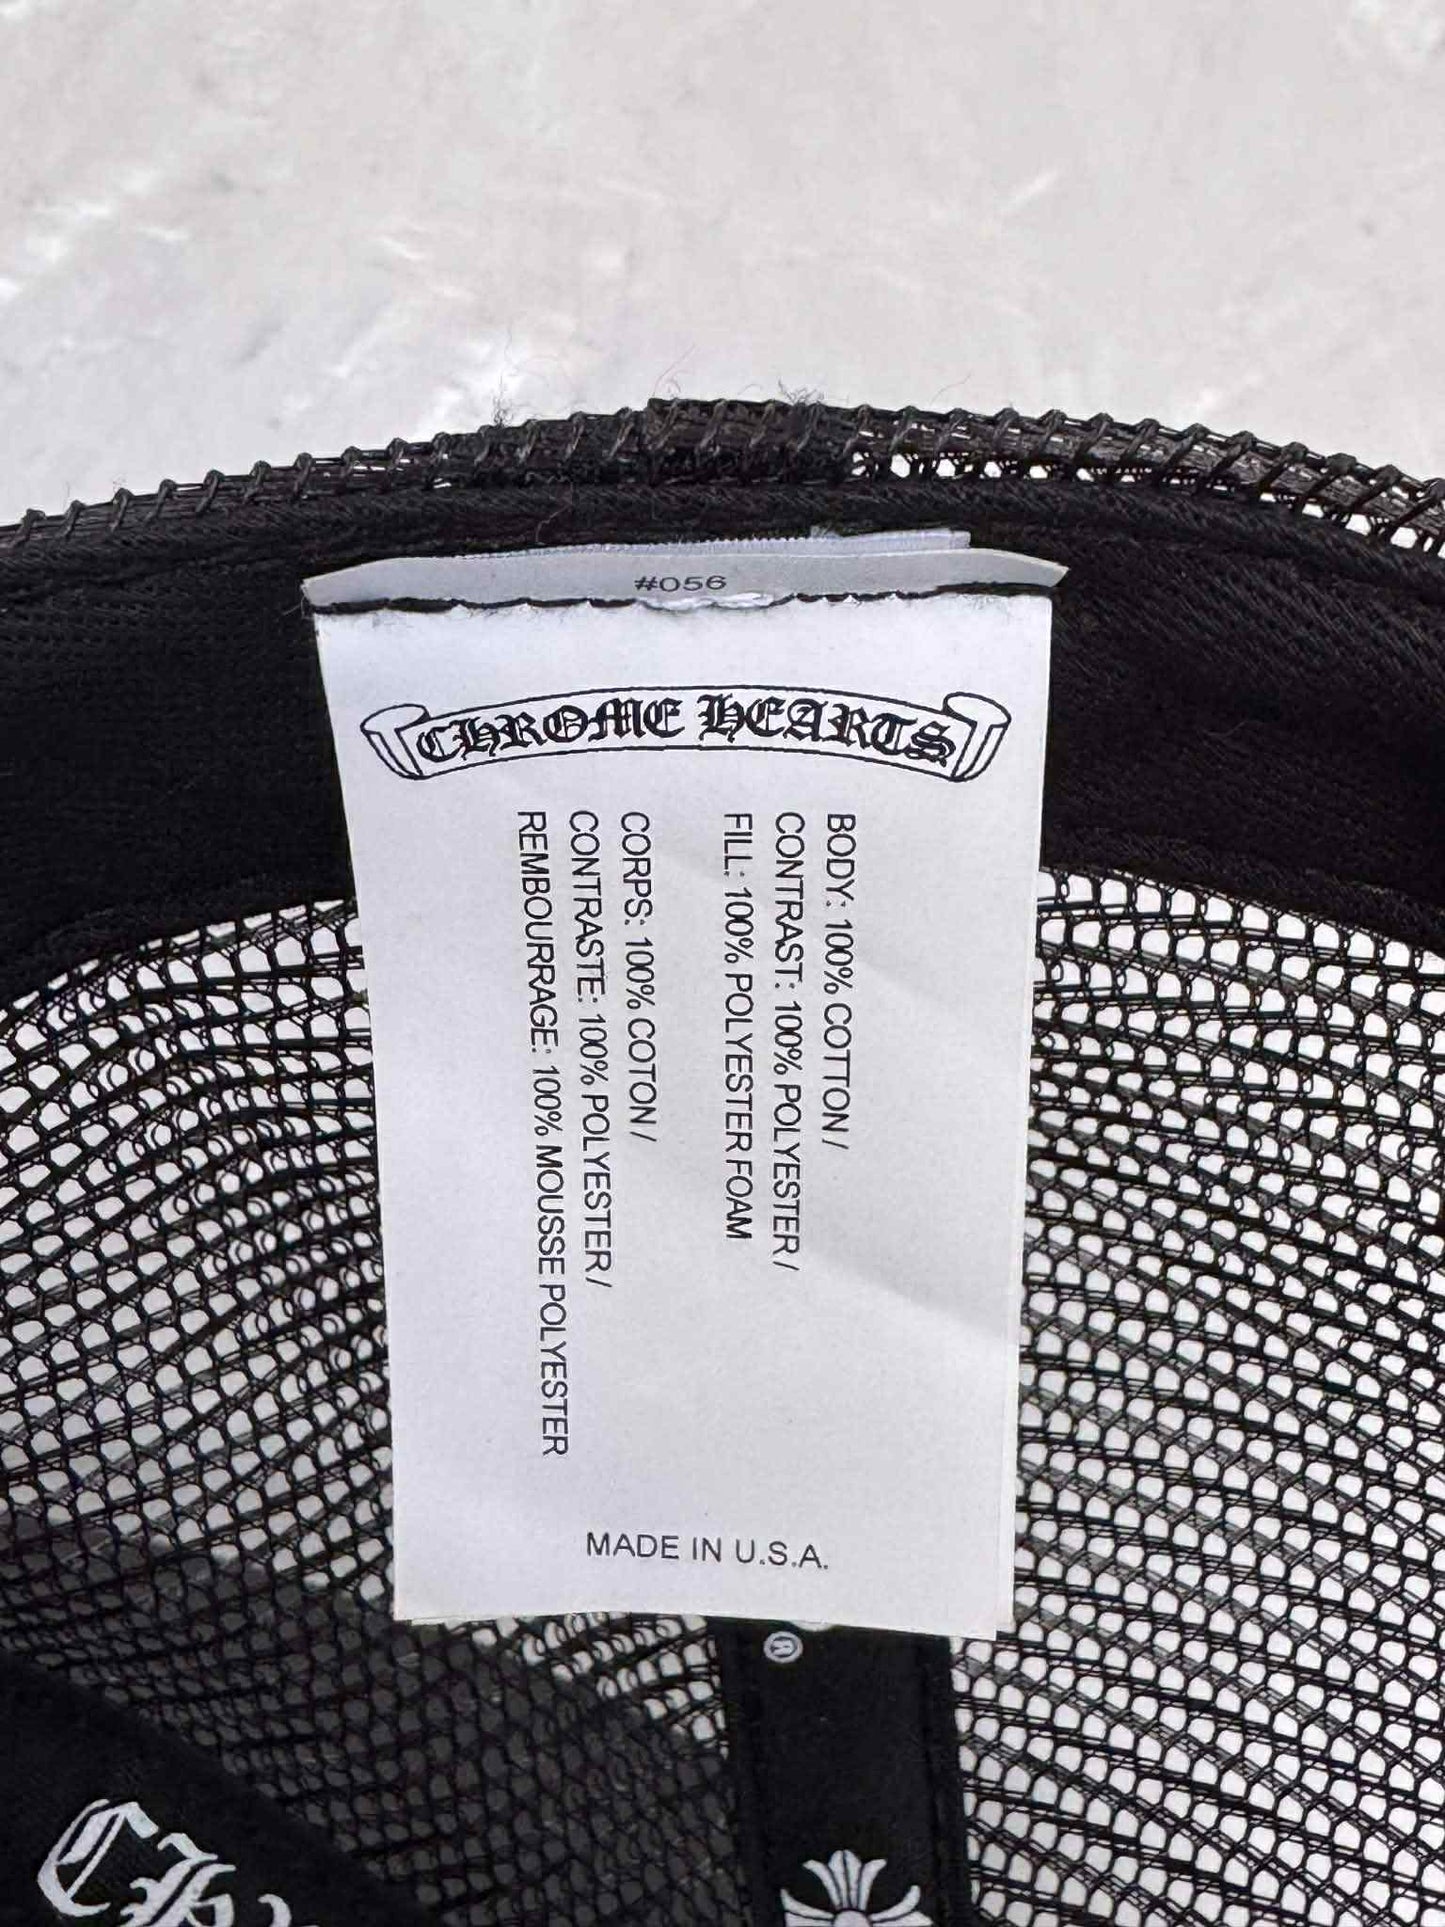 #056
CHROME HEARTS
BODY: 100% COTTON /
CONTRAST: 100% POLYESTER /
FILL: 100% POLYESTER FOAM
CORPS: 100% COTON /
CONTRASTE: 100% POLYESTER /
REMBOURRAGE: 100% MOUSSE POLYESTER
MADE IN U.S.A.
®
Ch